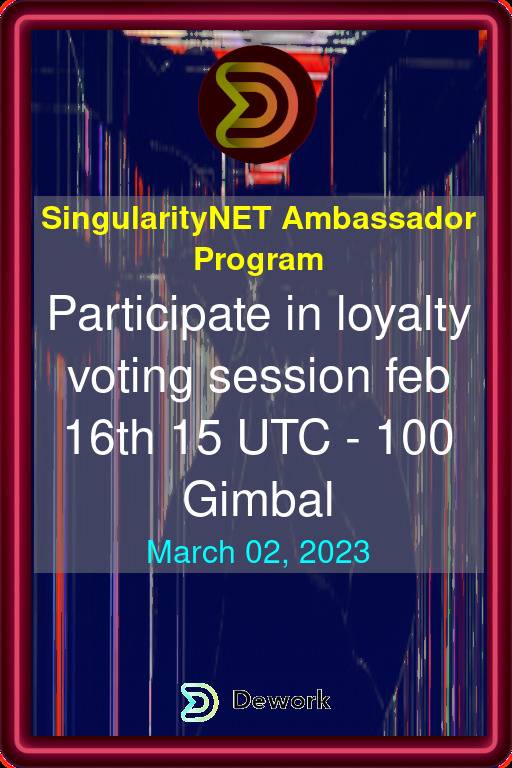 SingularityNET Ambassador
Program
Participate in loyalty
voting session feb
16th 15 UTC - 100
Gimbal
March 02, 2023
Dework